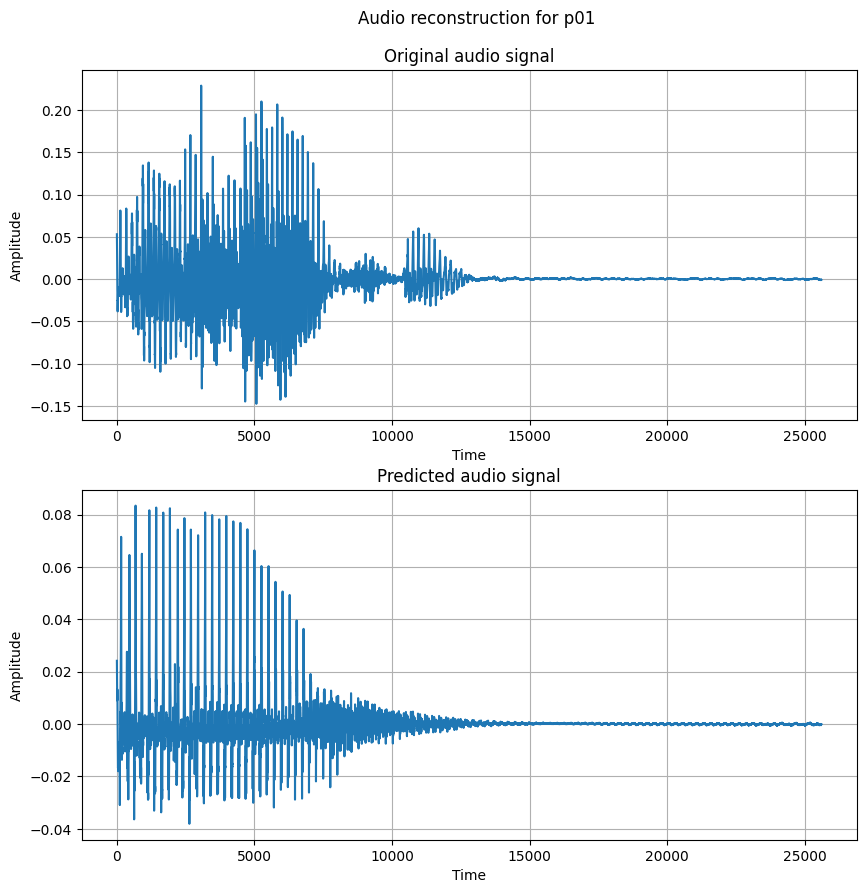 Audio reconstruction for p01
Original audio signal
0.20
0.15
0.10
0.05
0.00
−0.05
−0.10
−0.15
Amplitude
0 5000 10000 15000 20000 25000
Time
Predicted audio signal
0.08
0.06
0.04
0.02
0.00
−0.02
−0.04
Amplitude
0 5000 10000 15000 20000 25000
Time